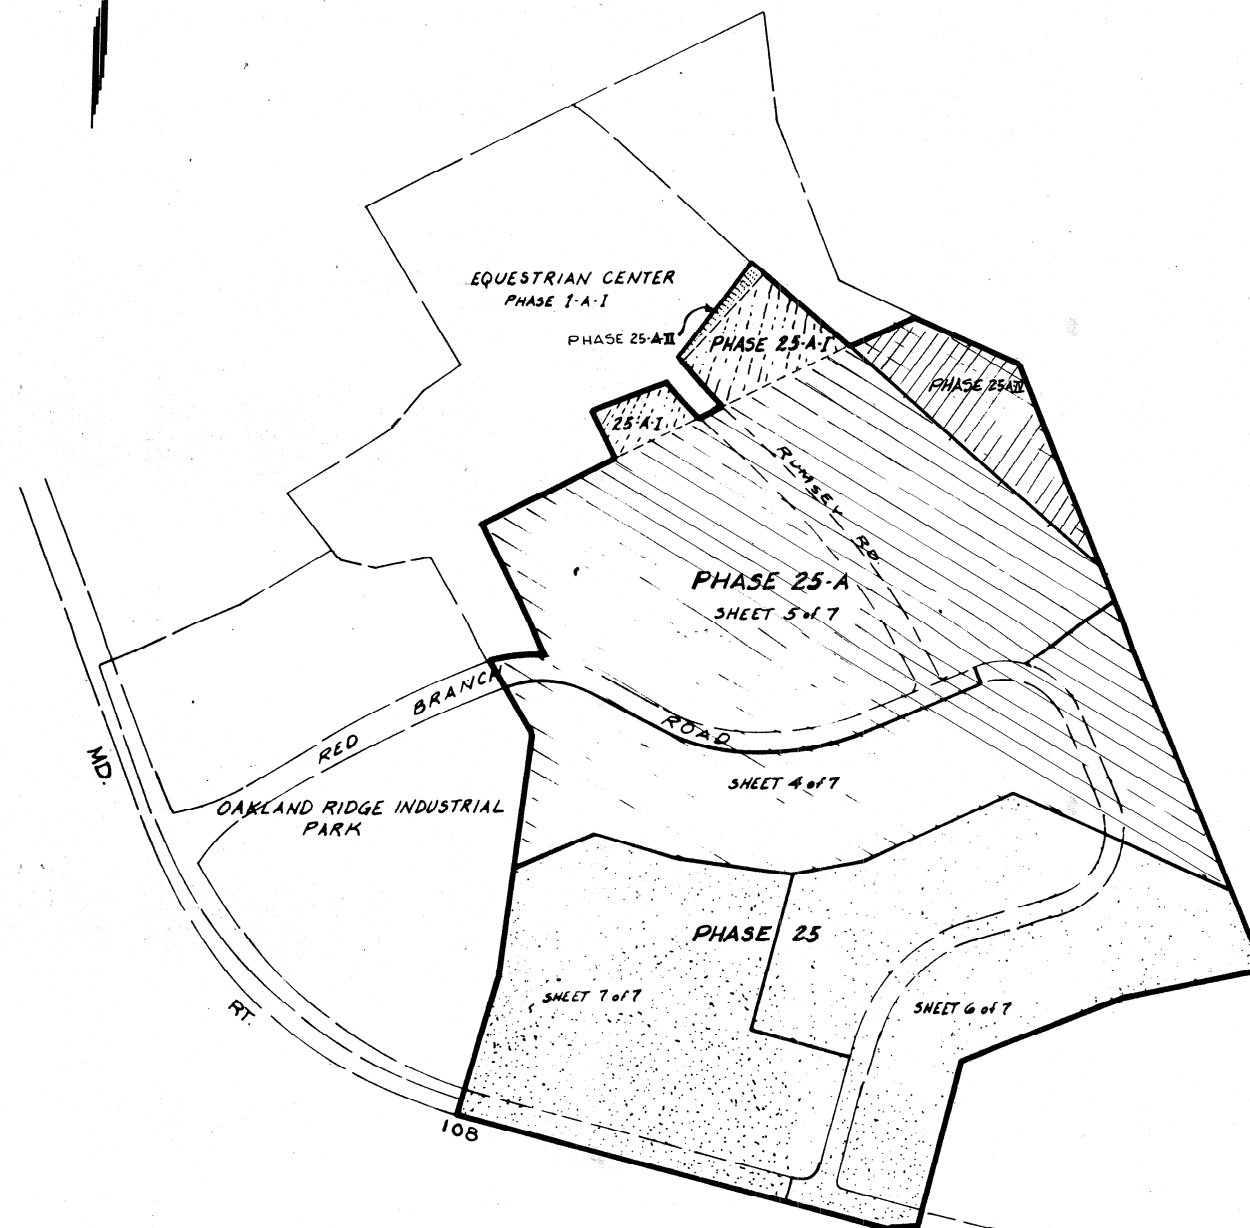 EQUESTRIAN CENTER
PHASE 1-A-I
PHASE 25-A-II
PHASE 25-A-I
PHASE 25-A-IV
25-A-I
RUMSEY RD
PHASE 25-A
SHEET 5 of 7
RED BRANCH ROAD
MD.
SHEET 4 of 7
OAKLAND RIDGE INDUSTRIAL
PARK
PHASE 25
SHEET 7 of 7
SHEET 6 of 7
RT.
108